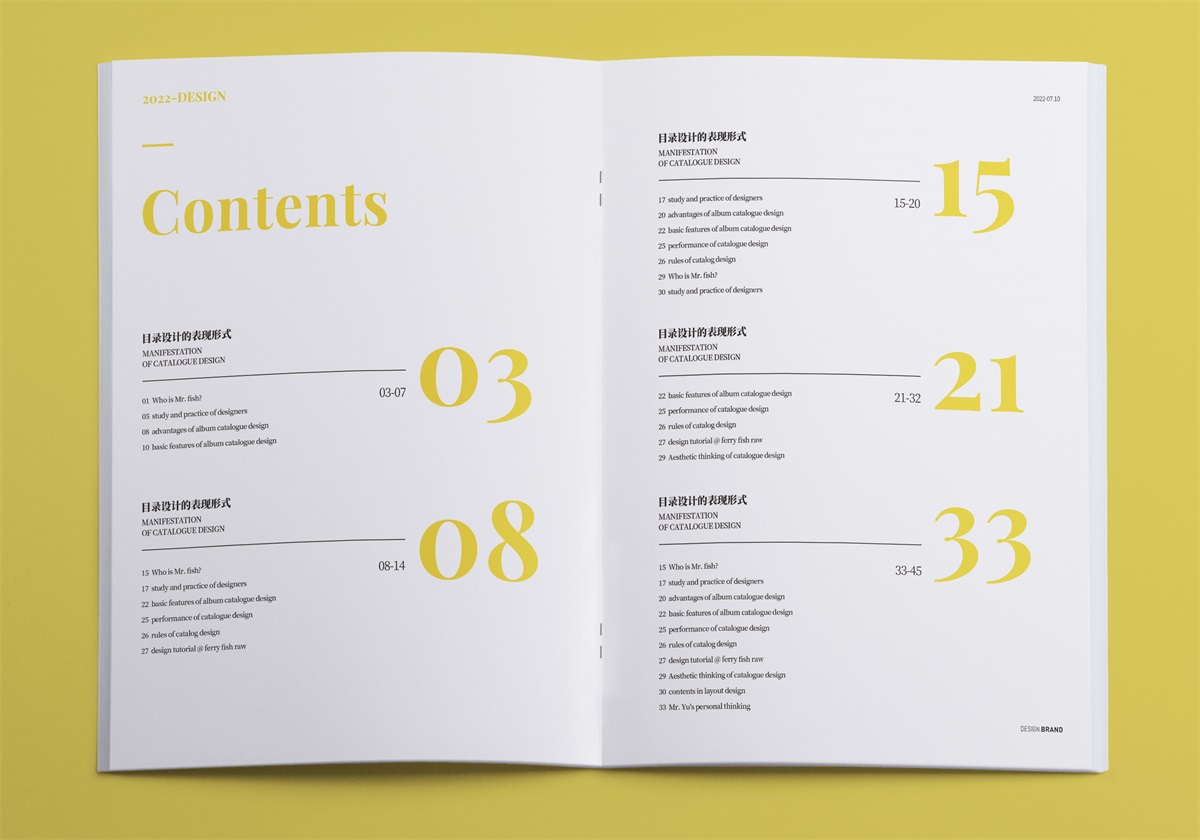 2022-DESIGN
Contents
目录设计的表现形式
MANIFESTATION
OF CATALOGUE DESIGN
03-07
03
01 Who is Mr. fish?
05 study and practice of designers
08 advantages of album catalogue design
10 basic features of album catalogue design
目录设计的表现形式
MANIFESTATION
OF CATALOGUE DESIGN
08-14
08
15 Who is Mr. fish?
17 study and practice of designers
22 basic features of album catalogue design
25 performance of catalogue design
26 rules of catalog design
27 design tutorial @ ferry fish raw
2022-07.10
目录设计的表现形式
MANIFESTATION
OF CATALOGUE DESIGN
15-20
15
17 study and practice of designers
20 advantages of album catalogue design
22 basic features of album catalogue design
25 performance of catalogue design
26 rules of catalog design
29 Who is Mr. fish?
30 study and practice of designers
目录设计的表现形式
MANIFESTATION
OF CATALOGUE DESIGN
21-32
21
22 basic features of album catalogue design
25 performance of catalogue design
26 rules of catalog design
27 design tutorial @ ferry fish raw
29 Aesthetic thinking of catalogue design
目录设计的表现形式
MANIFESTATION
OF CATALOGUE DESIGN
33-45
33
15 Who is Mr. fish?
17 study and practice of designers
20 advantages of album catalogue design
22 basic features of album catalogue design
25 performance of catalogue design
26 rules of catalog design
27 design tutorial @ ferry fish raw
29 Aesthetic thinking of catalogue design
30 contents in layout design
33 Mr. Yu's personal thinking
DESIGN.BRAND